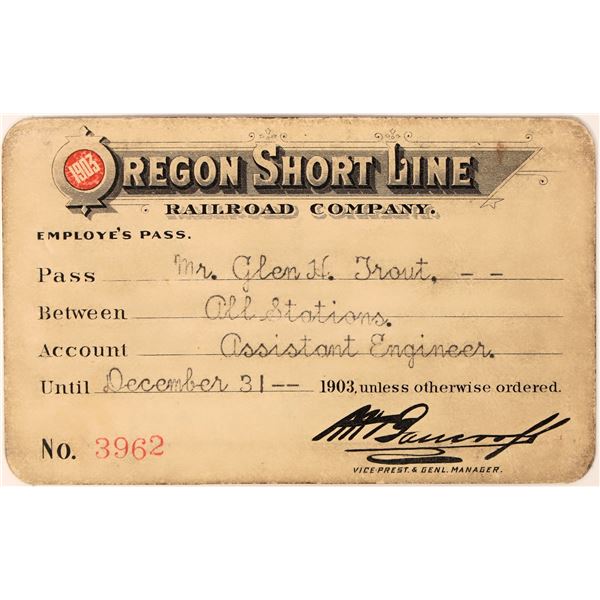 1903
OREGON SHORT LINE
RAILROAD COMPANY.
EMPLOYE'S PASS.
Pass Mr. Glen H. Trout, - -
Between All Stations.
Account Assistant Engineer.
Until December 31 -- 1903, unless otherwise ordered.
No. 3962
Bancroft
VICE PREST. & GENL. MANAGER.